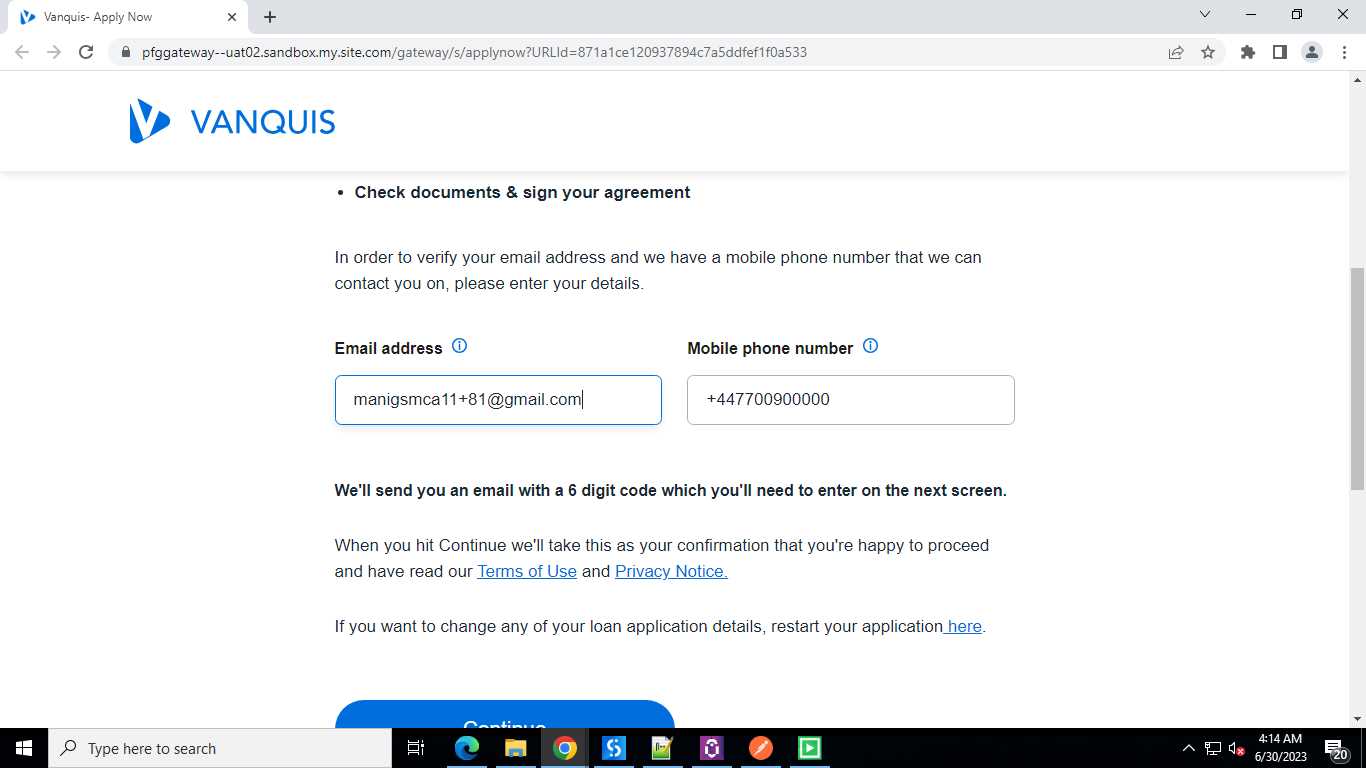 Vanquis- Apply Now
pfggateway--uat02.sandbox.my.site.com/gateway/s/applynow?URLId=871a1ce120937894c7a5ddfef1f0a533
VANQUIS
• Check documents & sign your agreement
In order to verify your email address and we have a mobile phone number that we can
contact you on, please enter your details.
Email address
Mobile phone number
manigsmca11+81@gmail.com
+447700900000
We'll send you an email with a 6 digit code which you'll need to enter on the next screen.
When you hit Continue we'll take this as your confirmation that you're happy to proceed
and have read our Terms of Use and Privacy Notice.
If you want to change any of your loan application details, restart your application here.
Continue
Type here to search
4:14 AM
6/30/2023
20